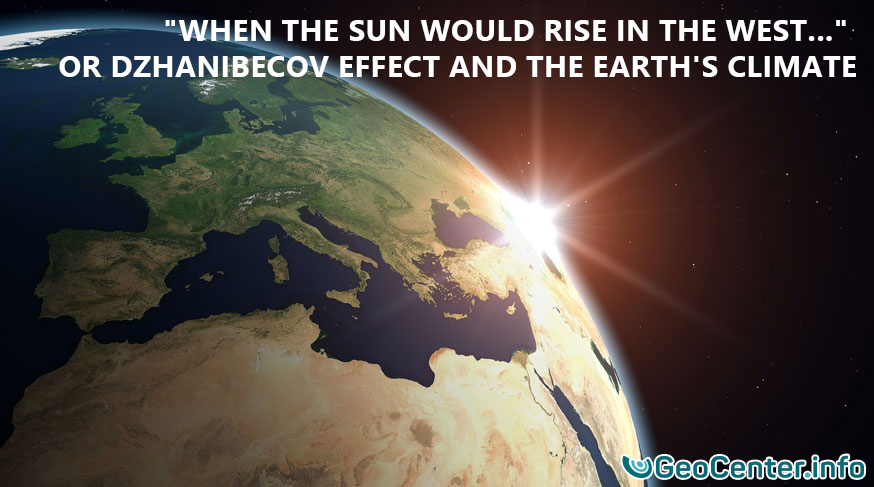 "WHEN THE SUN WOULD RISE IN THE WEST..."
OR DZHANIBECOV EFFECT AND THE EARTH'S CLIMATE
GeoCenter.info